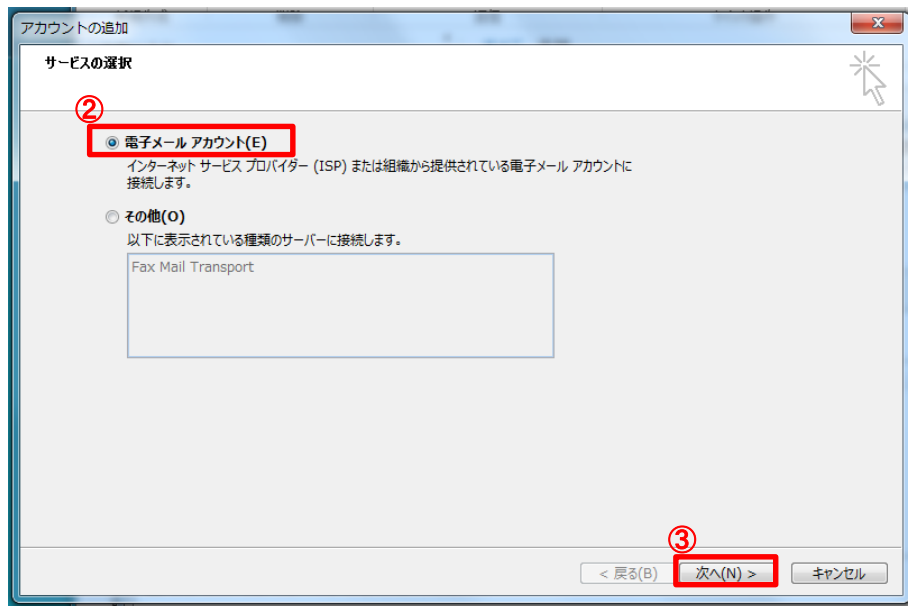 アカウントの追加
サービスの選択
②
電子メール アカウント(E)
インターネット サービス プロバイダー (ISP) または組織から提供されている電子メール アカウントに
接続します。
その他(O)
以下に表示されている種類のサーバーに接続します。
Fax Mail Transport
③
< 戻る(B) 次へ(N) > キャンセル